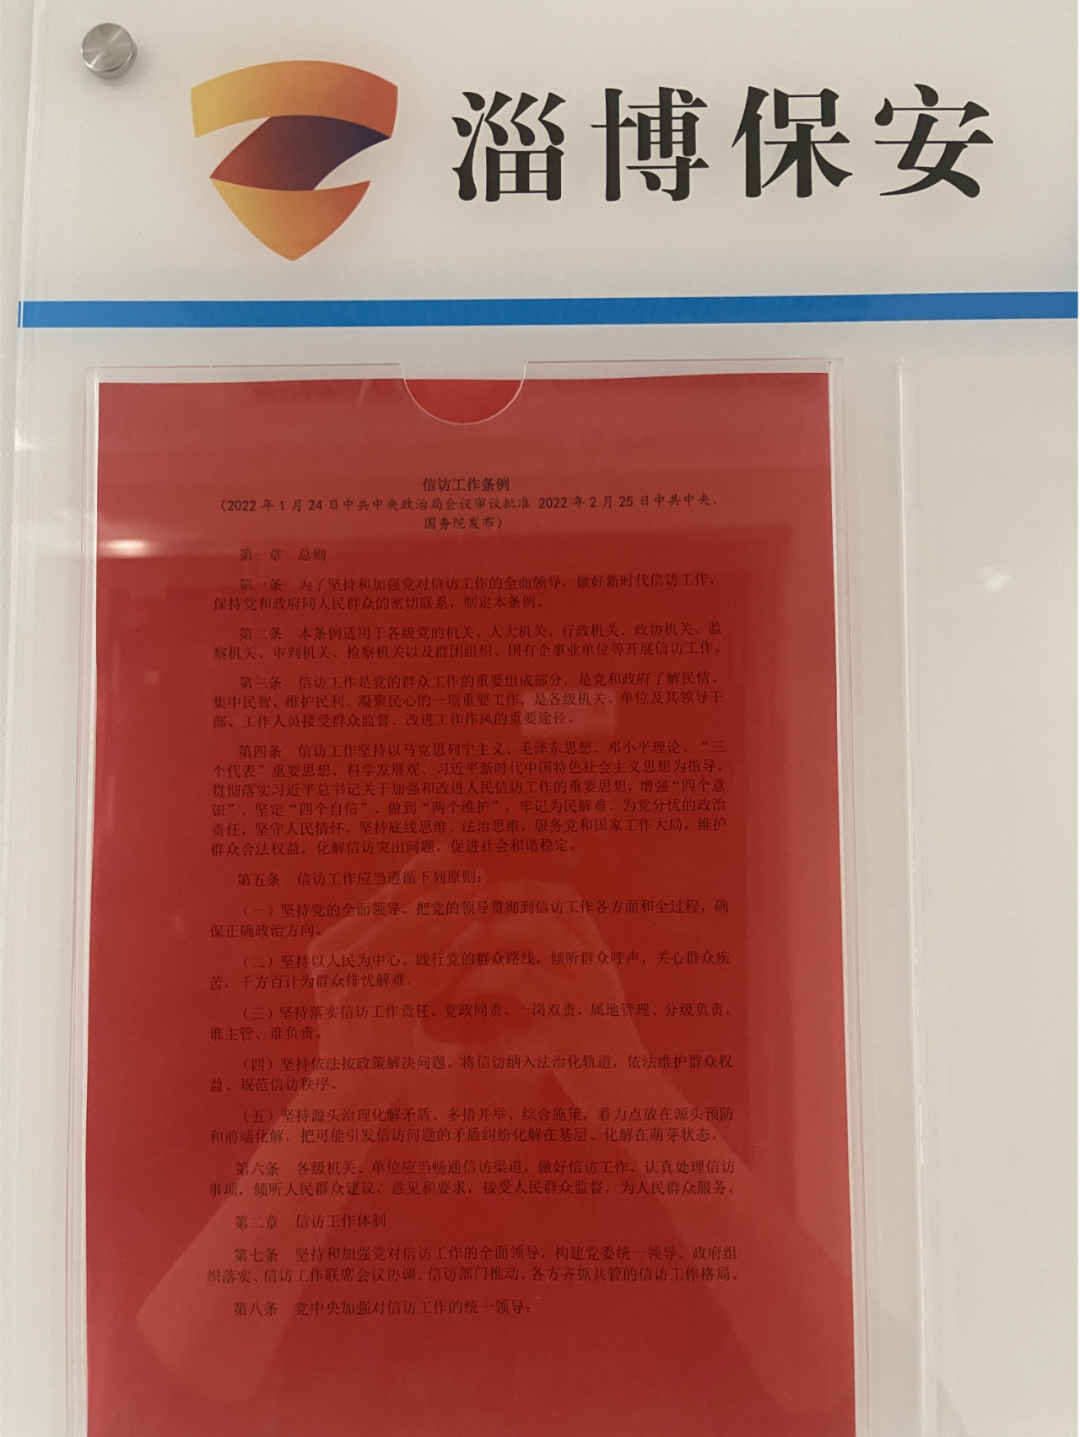 淄博保安
信访工作条例
（2022年1月24日中共中央政治局会议审议批准 2022年2月25日中共中央、
国务院发布）
第一章 总则
第一条 为了坚持和加强党对信访工作的全面领导，做好新时代信访工作，
保持党和政府同人民群众的密切联系，制定本条例。
第二条 本条例适用于各级党的机关、人大机关、行政机关、政协机关、监
察机关、审判机关、检察机关以及群团组织、国有企事业单位等开展信访工作。
第三条 信访工作是党的群众工作的重要组成部分，是党和政府了解民情、
集中民智、维护民利、凝聚民心的一项重要工作，是各级机关、单位及其领导干
部、工作人员接受群众监督、改进工作作风的重要途径。
第四条 信访工作坚持以马克思列宁主义、毛泽东思想、邓小平理论、“三
个代表”重要思想、科学发展观、习近平新时代中国特色社会主义思想为指导，
贯彻落实习近平总书记关于加强和改进人民信访工作的重要思想，增强“四个意
识”、坚定“四个自信”、做到“两个维护”，牢记为民解难、为党分忧的政治
责任，坚守人民情怀，坚持底线思维、法治思维，服务党和国家工作大局，维护
群众合法权益，化解信访突出问题，促进社会和谐稳定。
第五条 信访工作应当遵循下列原则：
（一）坚持党的全面领导。把党的领导贯彻到信访工作各方面和全过程，确
保正确政治方向。
（二）坚持以人民为中心。践行党的群众路线，倾听群众呼声，关心群众疾
苦，千方百计为群众排忧解难。
（三）坚持落实信访工作责任。党政同责、一岗双责，属地管理、分级负责，
谁主管、谁负责。
（四）坚持依法按政策解决问题。将信访纳入法治化轨道，依法维护群众权
益、规范信访秩序。
（五）坚持源头治理化解矛盾。多措并举、综合施策，着力点放在源头预防
和前端化解，把可能引发信访问题的矛盾纠纷化解在基层、化解在萌芽状态。
第六条 各级机关、单位应当畅通信访渠道，做好信访工作，认真处理信访
事项，倾听人民群众建议、意见和要求，接受人民群众监督，为人民群众服务。
第二章 信访工作体制
第七条 坚持和加强党对信访工作的全面领导，构建党委统一领导、政府组
织落实、信访工作联席会议协调、信访部门推动、各方齐抓共管的信访工作格局。
第八条 党中央加强对信访工作的统一领导：